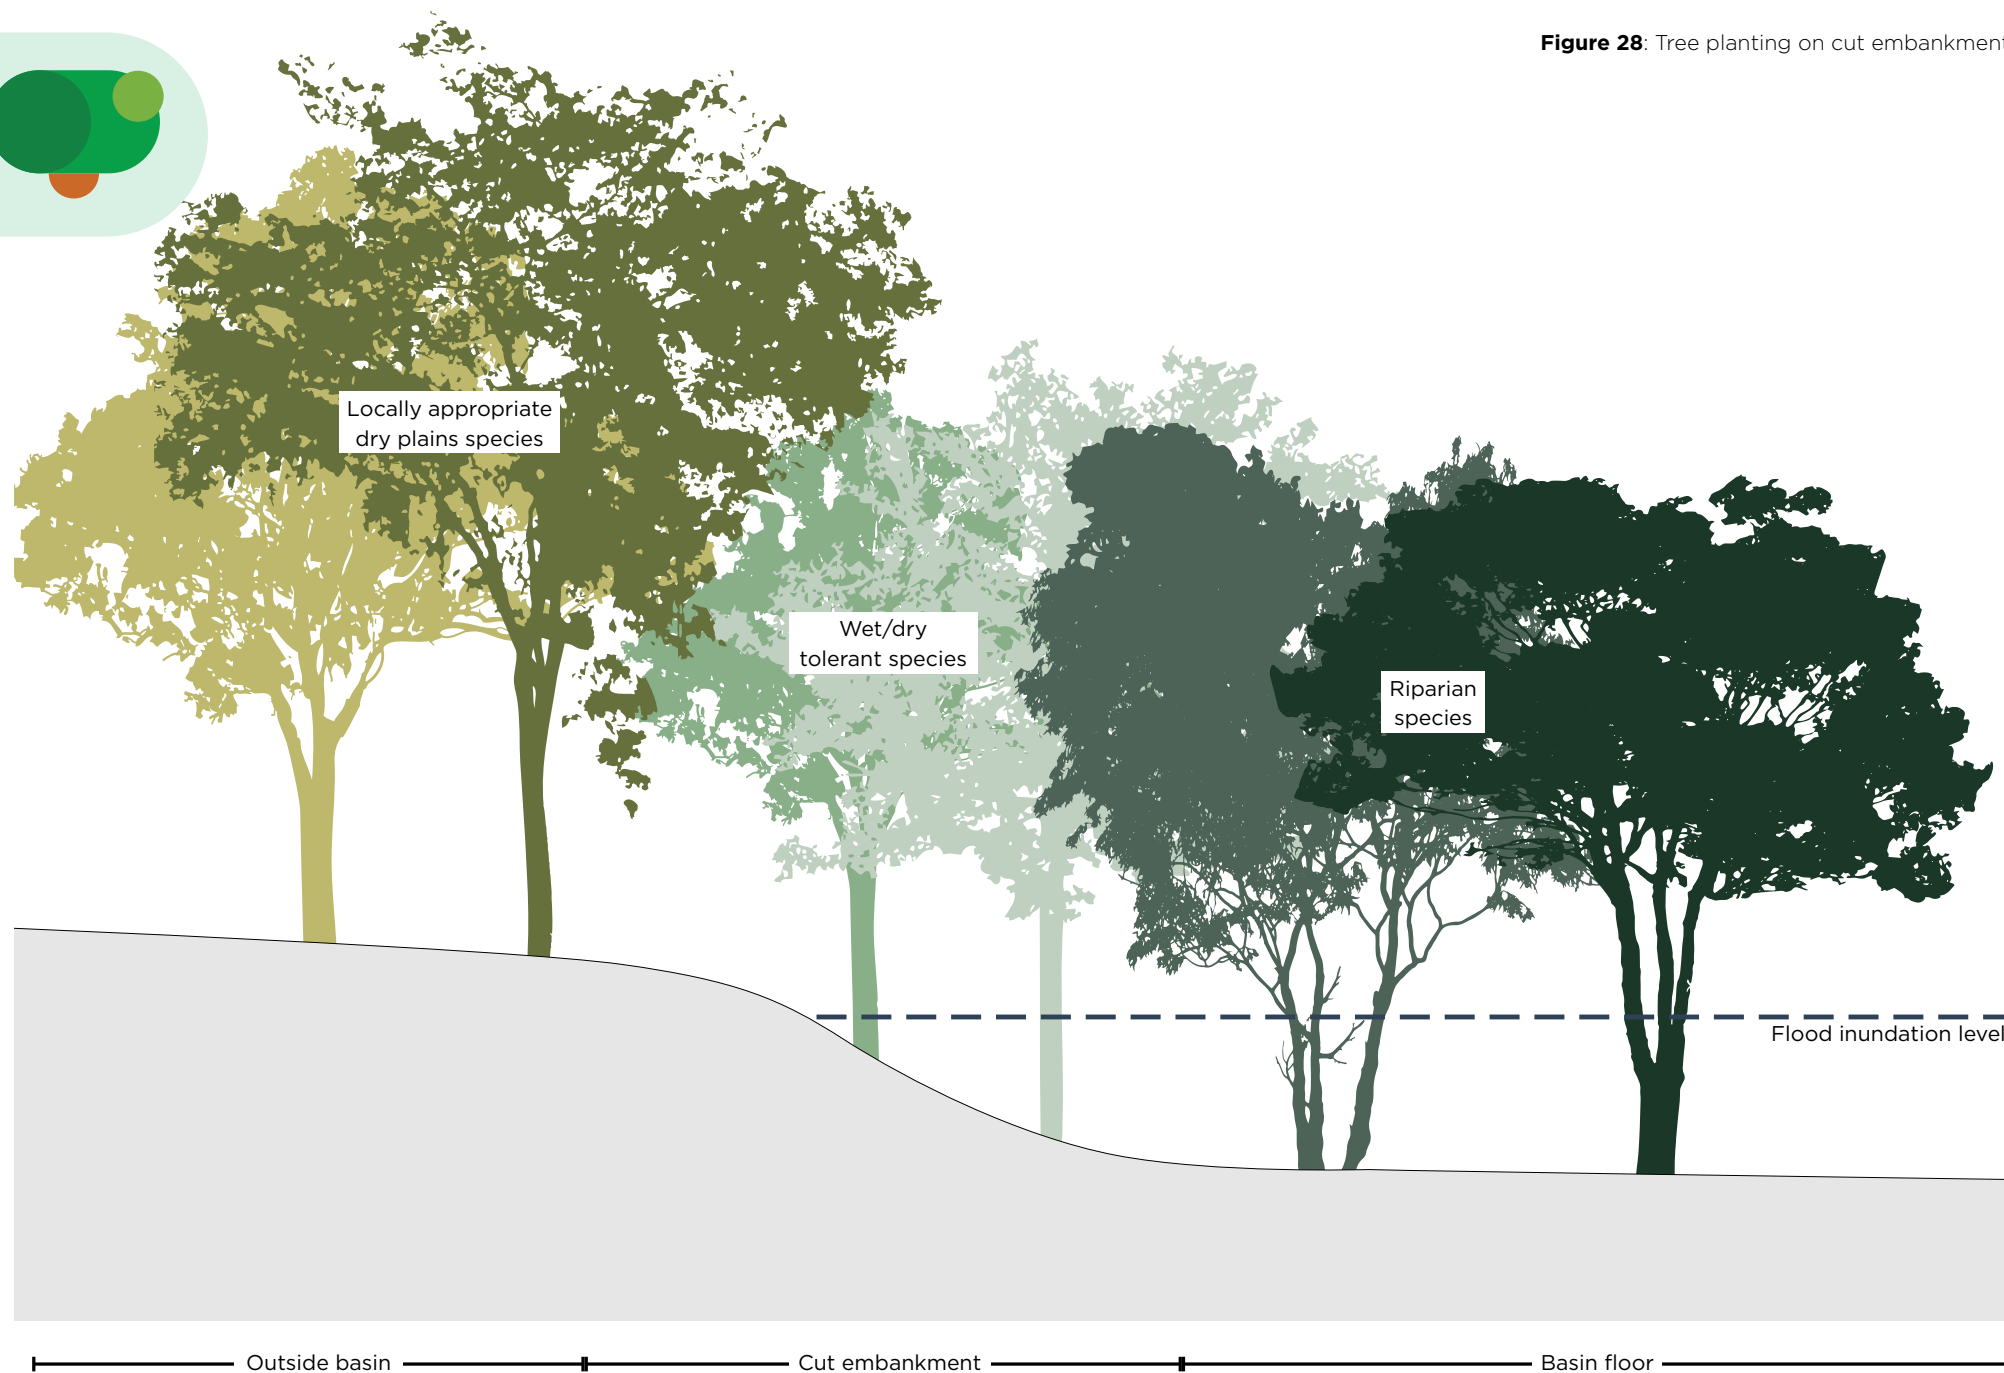 Figure 28: Tree planting on cut embankment
Locally appropriate
dry plains species
Wet/dry
tolerant species
Riparian
species
Flood inundation level
Outside basin
Cut embankment
Basin floor